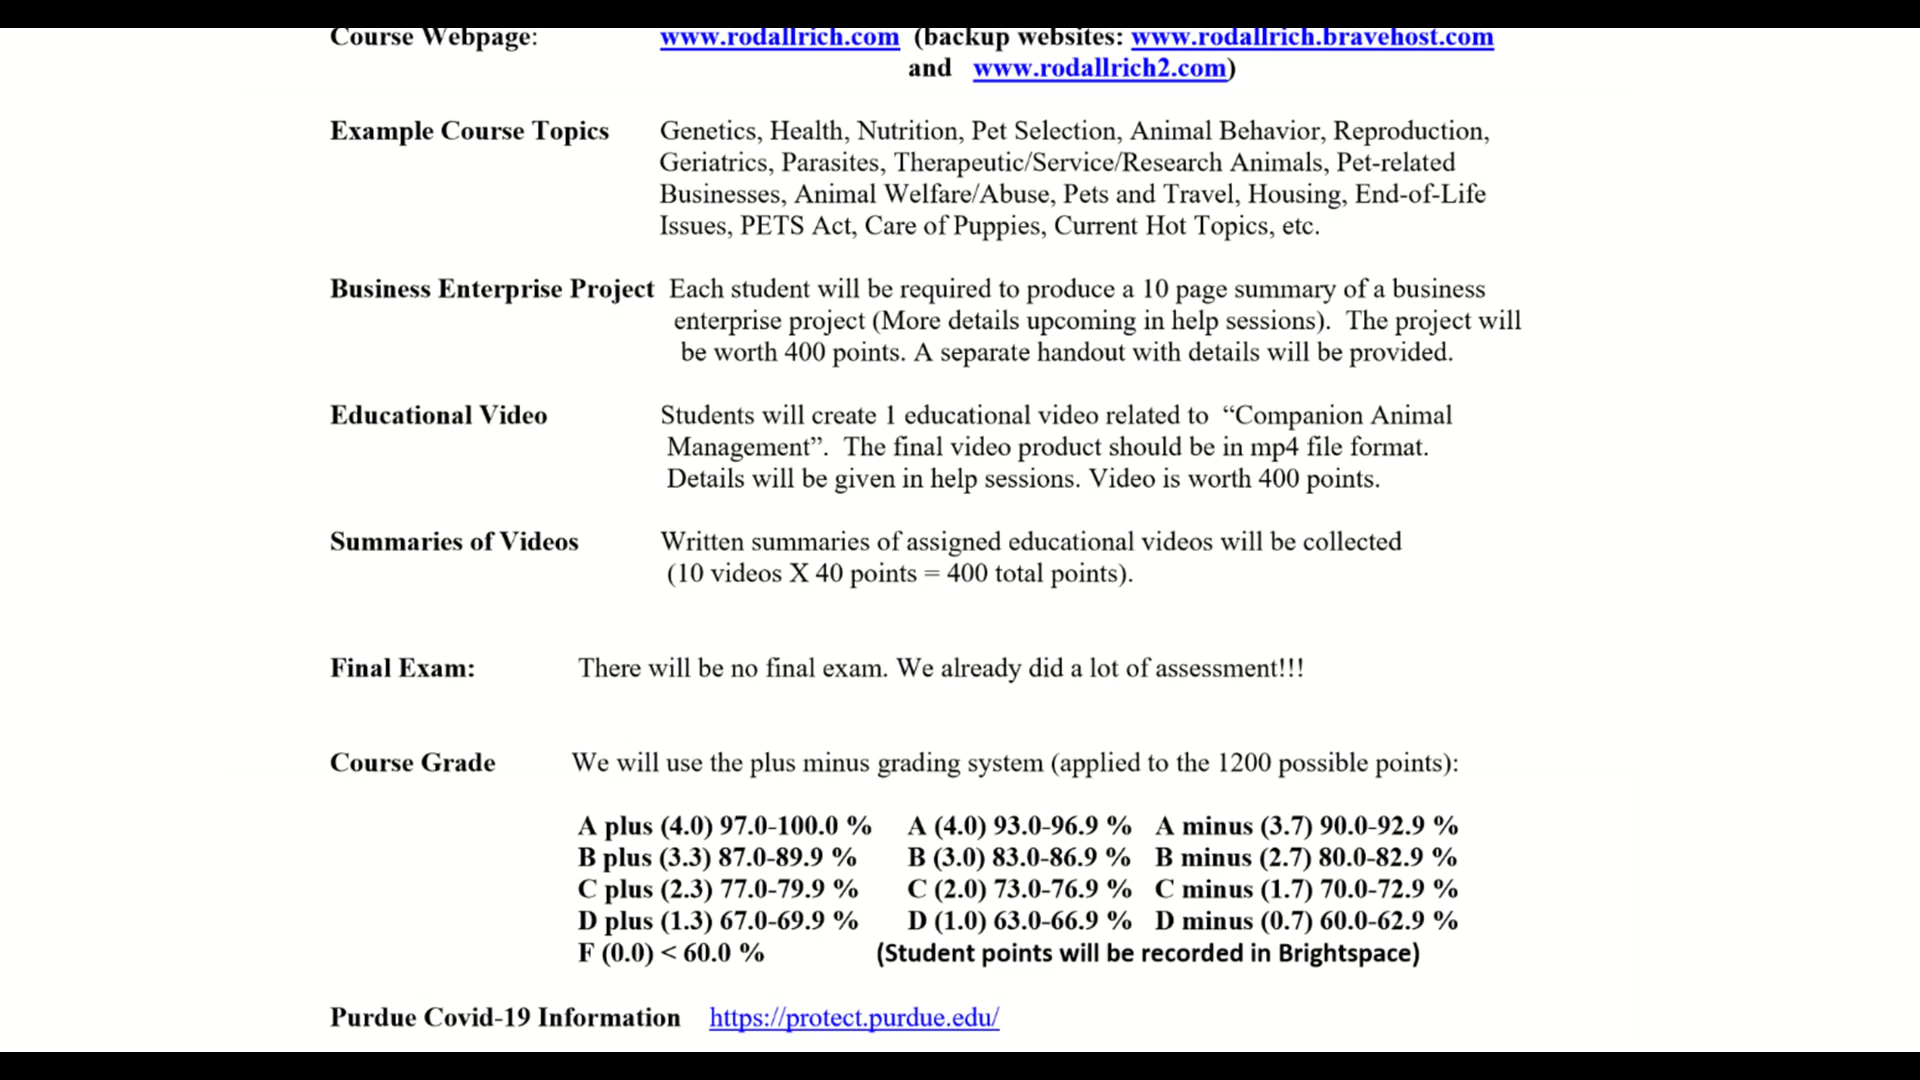 Course Webpage: www.rodallrich.com (backup websites: www.rodallrich.bravehost.com
and www.rodallrich2.com)
Example Course Topics Genetics, Health, Nutrition, Pet Selection, Animal Behavior, Reproduction,
Geriatrics, Parasites, Therapeutic/Service/Research Animals, Pet-related
Businesses, Animal Welfare/Abuse, Pets and Travel, Housing, End-of-Life
Issues, PETS Act, Care of Puppies, Current Hot Topics, etc.
Business Enterprise Project Each student will be required to produce a 10 page summary of a business
enterprise project (More details upcoming in help sessions). The project will
be worth 400 points. A separate handout with details will be provided.
Educational Video Students will create 1 educational video related to “Companion Animal
Management”. The final video product should be in mp4 file format.
Details will be given in help sessions. Video is worth 400 points.
Summaries of Videos Written summaries of assigned educational videos will be collected
(10 videos X 40 points = 400 total points).
Final Exam: There will be no final exam. We already did a lot of assessment!!!
Course Grade We will use the plus minus grading system (applied to the 1200 possible points):
A plus (4.0) 97.0-100.0 % A (4.0) 93.0-96.9 % A minus (3.7) 90.0-92.9 %
B plus (3.3) 87.0-89.9 % B (3.0) 83.0-86.9 % B minus (2.7) 80.0-82.9 %
C plus (2.3) 77.0-79.9 % C (2.0) 73.0-76.9 % C minus (1.7) 70.0-72.9 %
D plus (1.3) 67.0-69.9 % D (1.0) 63.0-66.9 % D minus (0.7) 60.0-62.9 %
F (0.0) < 60.0 % (Student points will be recorded in Brightspace)
Purdue Covid-19 Information https://protect.purdue.edu/